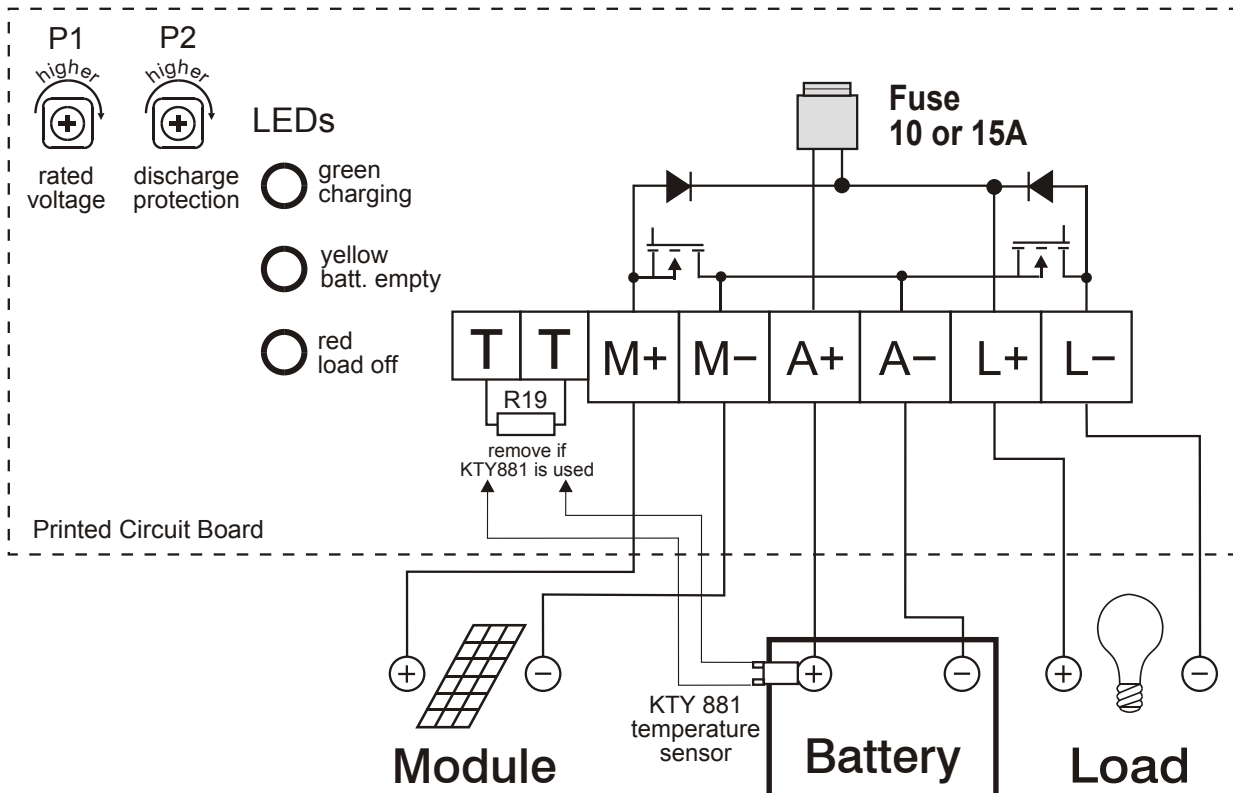 P1
higher
rated
voltage
P2
higher
discharge
protection
LEDs
green
charging
yellow
batt. empty
red
load off
Fuse
10 or 15A
T
T
M+
M−
A+
A−
L+
L−
R19
remove if
KTY881 is used
Printed Circuit Board
+
−
Module
KTY 881
temperature
sensor
+
−
Battery
+
−
Load